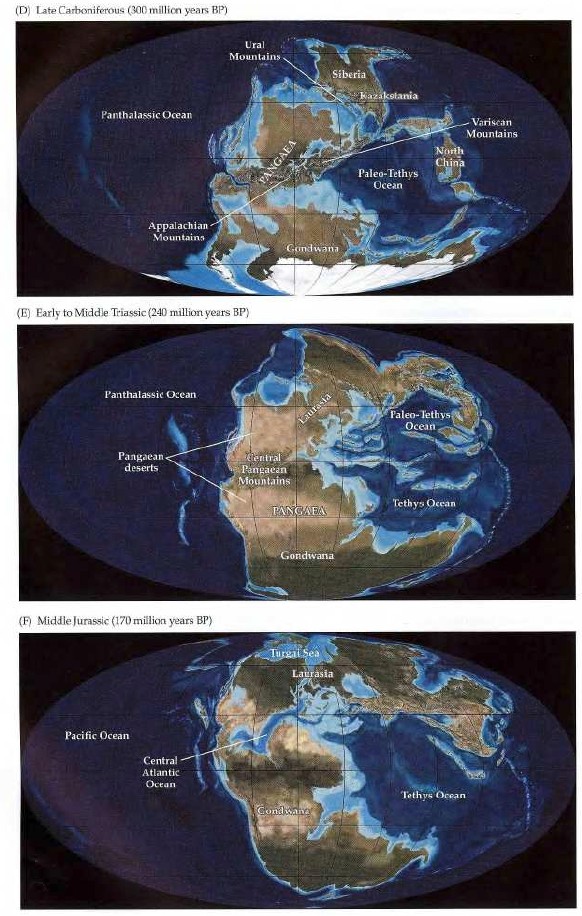 (D) Late Carboniferous (300 million years BP)
Ural
Mountains
Siberia
Kazakstania
Panthalassic Ocean
Variscan
Mountains
North
China
PANGAEA
Paleo-Tethys
Ocean
Appalachian
Mountains
Gondwana
(E) Early to Middle Triassic (240 million years BP)
Panthalassic Ocean
Laurasia
Paleo-Tethys
Ocean
Pangaean
deserts
Central
Pangaean
Mountains
Tethys Ocean
PANGAEA
Gondwana
(F) Middle Jurassic (170 million years BP)
Turgai Sea
Laurasia
Pacific Ocean
Central
Atlantic
Ocean
Tethys Ocean
Gondwana